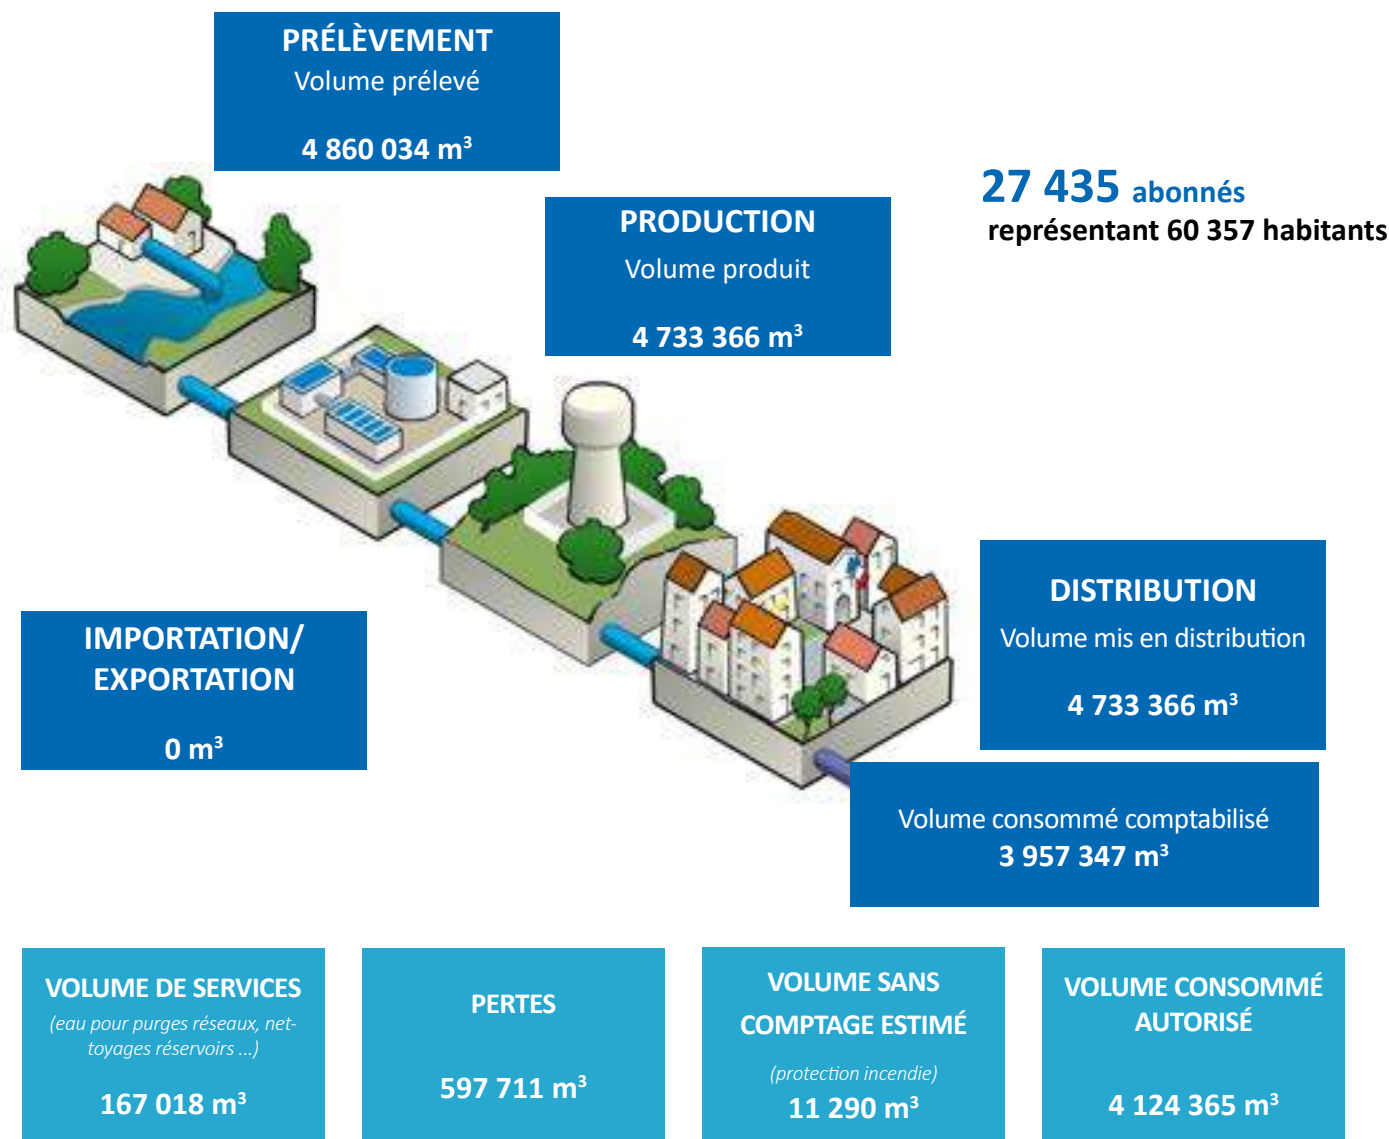 PRÉLÈVEMENT
Volume prélevé
4 860 034 m³
27 435 abonnés
représentant 60 357 habitants
PRODUCTION
Volume produit
4 733 366 m³
DISTRIBUTION
Volume mis en distribution
4 733 366 m³
IMPORTATION/
EXPORTATION
0 m³
Volume consommé comptabilisé
3 957 347 m³
VOLUME DE SERVICES
(eau pour purges réseaux, net-
toyages réservoirs ...)
167 018 m³
PERTES
597 711 m³
VOLUME SANS
COMPTAGE ESTIMÉ
(protection incendie)
11 290 m³
VOLUME CONSOMMÉ
AUTORISÉ
4 124 365 m³